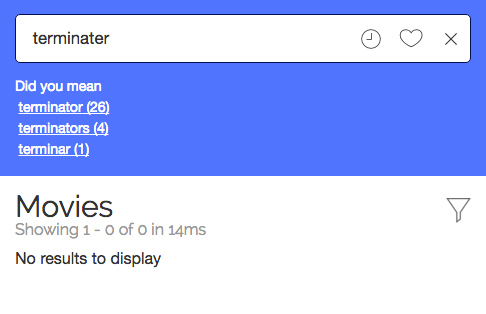 terminater
Did you mean
terminator (26)
terminators (4)
terminar (1)
Movies
Showing 1 - 0 of 0 in 14ms
No results to display